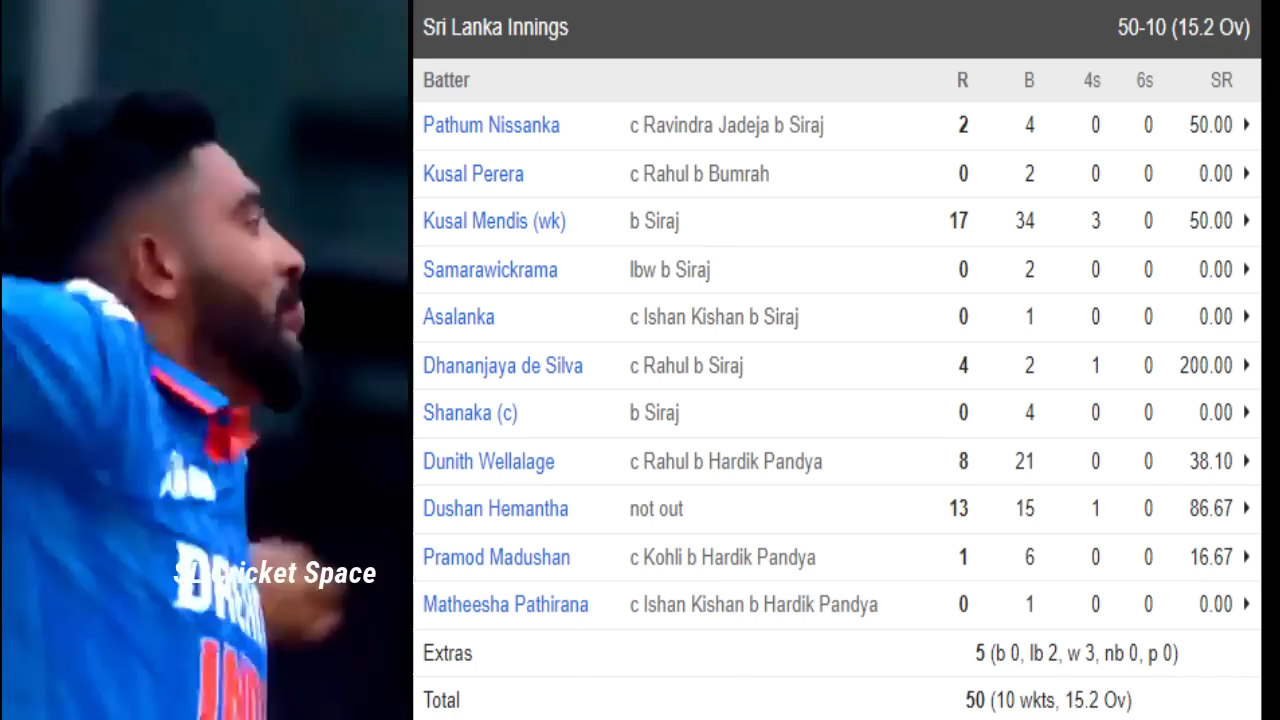 Sri Lanka Innings 50-10 (15.2 Ov)
Batter R B 4s 6s SR
Pathum Nissanka c Ravindra Jadeja b Siraj 2 4 0 0 50.00
Kusal Perera c Rahul b Bumrah 0 2 0 0 0.00
Kusal Mendis (wk) b Siraj 17 34 3 0 50.00
Samarawickrama lbw b Siraj 0 2 0 0 0.00
Asalanka c Ishan Kishan b Siraj 0 1 0 0 0.00
Dhananjaya de Silva c Rahul b Siraj 4 2 1 0 200.00
Shanaka (c) b Siraj 0 4 0 0 0.00
Dunith Wellalage c Rahul b Hardik Pandya 8 21 0 0 38.10
Dushan Hemantha not out 13 15 1 0 86.67
Pramod Madushan c Kohli b Hardik Pandya 1 6 0 0 16.67
Matheesha Pathirana c Ishan Kishan b Hardik Pandya 0 1 0 0 0.00
Extras 5 (b 0, lb 2, w 3, nb 0, p 0)
Total 50 (10 wkts, 15.2 Ov)
SL Cricket Space